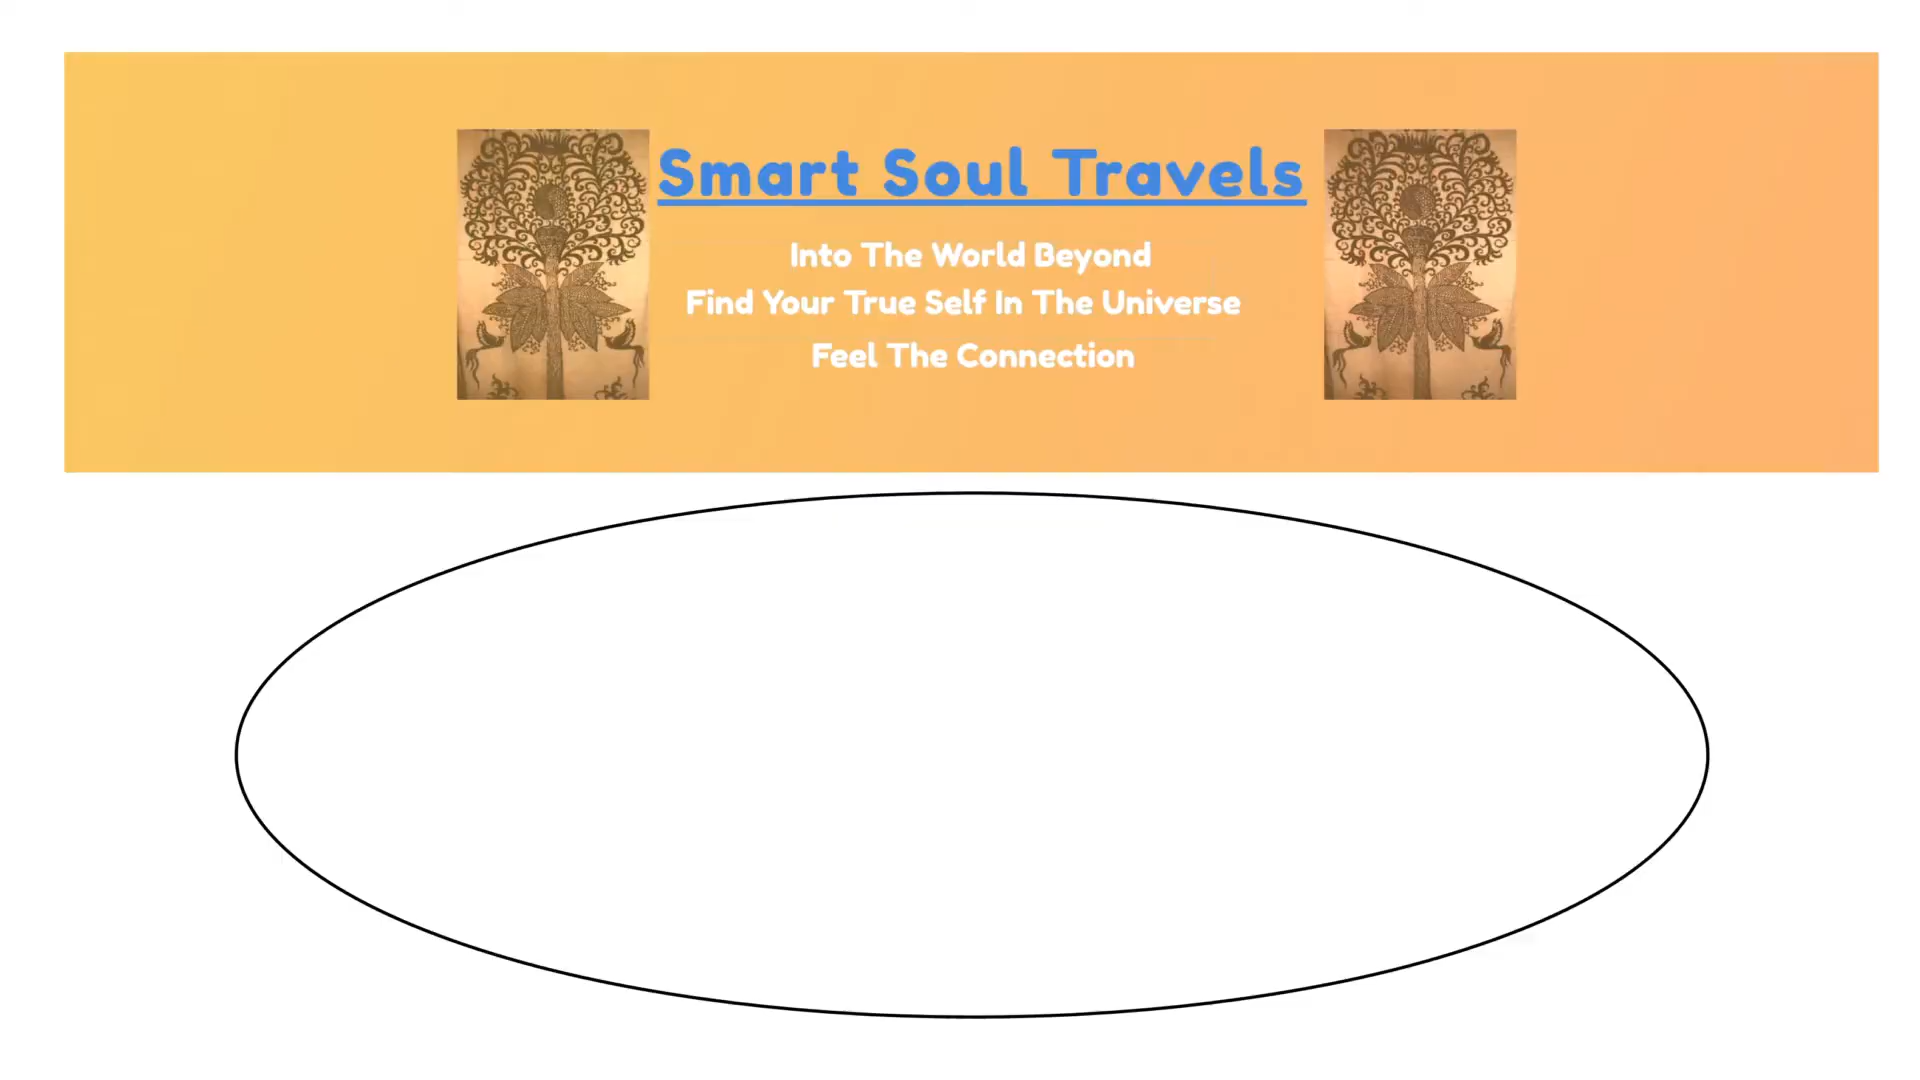 Smart Soul Travels
Into The World Beyond
Find Your True Self In The Universe
Feel The Connection